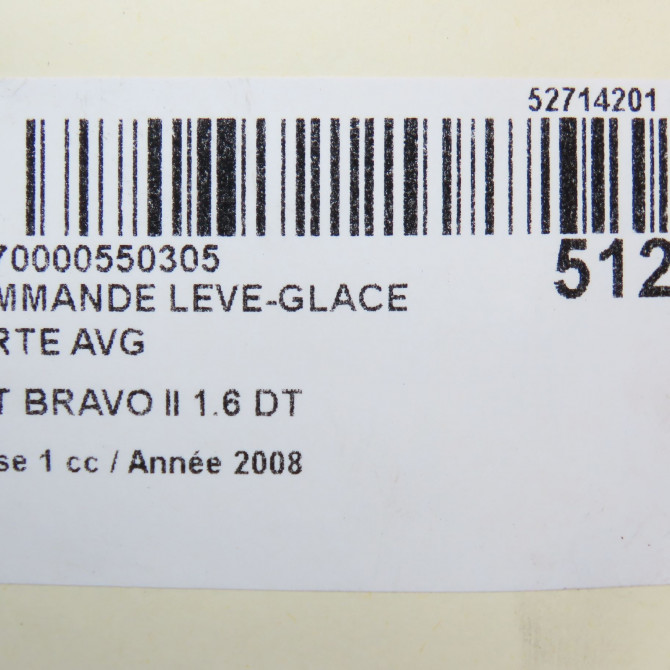 52714201
70000550305
512
MMANDE LEVE-GLACE
RTE AVG
T BRAVO II 1.6 DT
se 1 cc / Année 2008